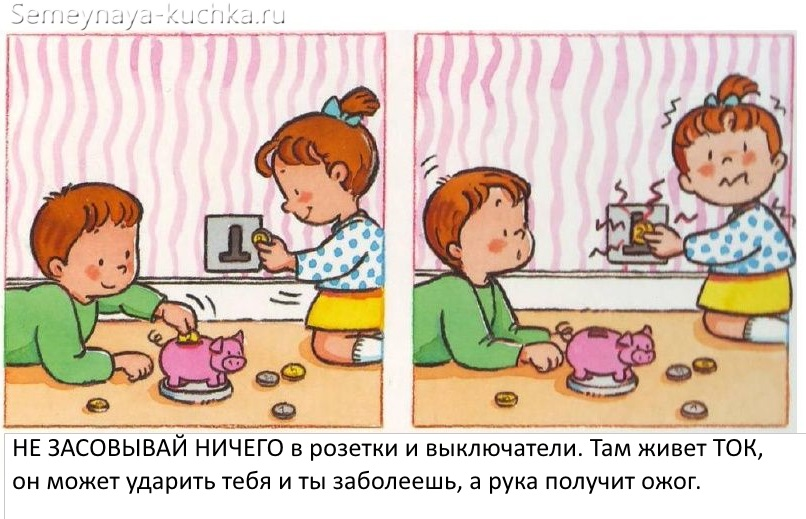 Semeynaya-kuchka.ru
НЕ ЗАСОВЫВАЙ НИЧЕГО в розетки и выключатели. Там живет ТОК,
он может ударить тебя и ты заболеешь, а рука получит ожог.